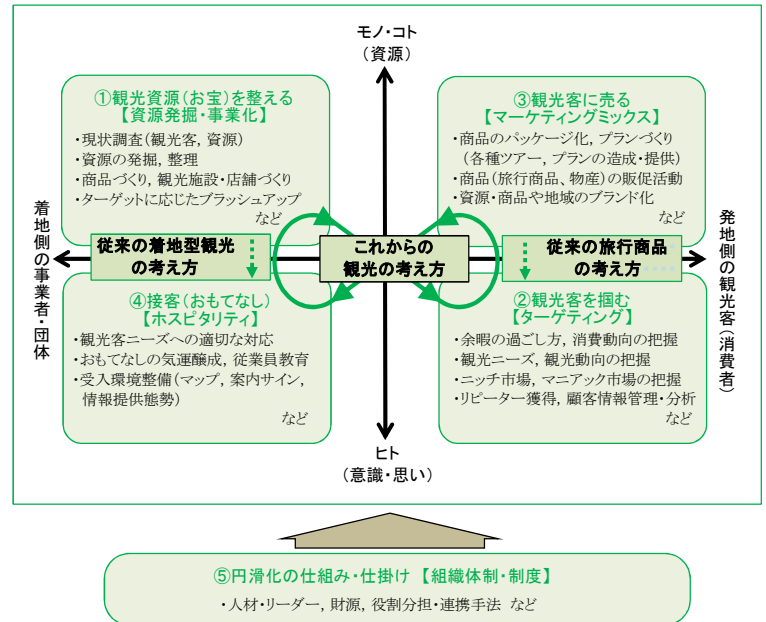 モノ・コト
(資源)
①観光資源(お宝)を整える
【資源発掘・事業化】
・現状調査(観光客, 資源)
・資源の発掘, 整理
・商品づくり, 観光施設・店舗づくり
・ターゲットに応じたブラッシュアップ
など
③観光客に売る
【マーケティングミックス】
・商品のパッケージ化, プランづくり
(各種ツアー, プランの造成・提供)
・商品(旅行商品、物産)の販促活動
・資源・商品や地域のブランド化
など
着地側の事業者・団体
従来の着地型観光
の考え方
これからの
観光の考え方
従来の旅行商品
の考え方
発地側の観光客(消費者)
④接客(おもてなし)
【ホスピタリティ】
・観光客ニーズへの適切な対応
・おもてなしの気運醸成, 従業員教育
・受入環境整備(マップ, 案内サイン,
情報提供態勢)
など
②観光客を掴む
【ターゲティング】
・余暇の過ごし方, 消費動向の把握
・観光ニーズ, 観光動向の把握
・ニッチ市場, マニアック市場の把握
・リピーター獲得, 顧客情報管理・分析
など
ヒト
(意識・思い)
⑤円滑化の仕組み・仕掛け 【組織体制・制度】
・人材・リーダー, 財源, 役割分担・連携手法 など